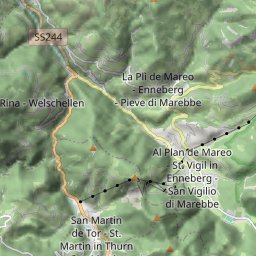 SS244
La Pli de Mareo
- Enneberg
- Pieve di Marebbe
Rina - Welschellen
Al Plan de Mareo
- St. Vigil in
Enneberg -
San Vigilio
di Marebbe
San Martin
de Tor - St.
Martin in Thurn